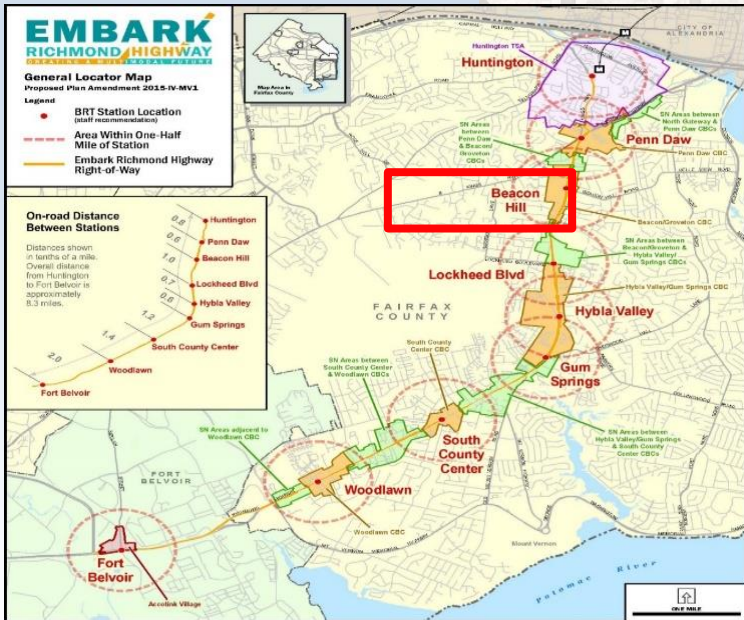 EMBARK
RICHMOND HIGHWAY
CREATING A MULTIMODAL FUTURE
General Locator Map
Proposed Plan Amendment 2015-IV-MV1
Legend
BRT Station Location
(staff recommendation)
Area Within One-Half
Mile of Station
Embark Richmond Highway
Right-of-Way
Map Area in
Fairfax County
CITY OF
ALEXANDRIA
Huntington TSA
Huntington
SN Areas between
North Gateway &
Penn Daw CBCs
SN Areas
between
Penn Daw
& Beacon/
Groveton
CBCs
Penn Daw
Penn Daw CBC
Beacon
Hill
Beacon/Groveton CBC
SN Areas between
Beacon/Groveton
& Hybla Valley/
Gum Springs CBCs
Lockheed Blvd
Hybla Valley/Gum Springs CBC
Hybla Valley
FAIRFAX
COUNTY
Gum
Springs
On-road Distance
Between Stations
Distances shown
in tenths of a mile.
Overall distance
from Huntington
to Fort Belvoir is
approximately
8.3 miles.
0.8
Huntington
0.6
Penn Daw
1.0
Beacon Hill
0.7
Lockheed Blvd
0.6
Hybla Valley
Gum Springs
1.2
South County
Center
1.4
Woodlawn
2.0
Fort Belvoir
South County
Center CBC
SN Areas between
South County Center
& Woodlawn CBCs
SN Areas adjacent to
Woodlawn CBC
South
County
Center
SN Areas between
Hybla Valley/Gum Springs
& South County
Center CBCs
FORT
BELVOIR
Woodlawn
Woodlawn CBC
Fort
Belvoir
Accotink Village
Mount Vernon
Potomac River
ONE MILE